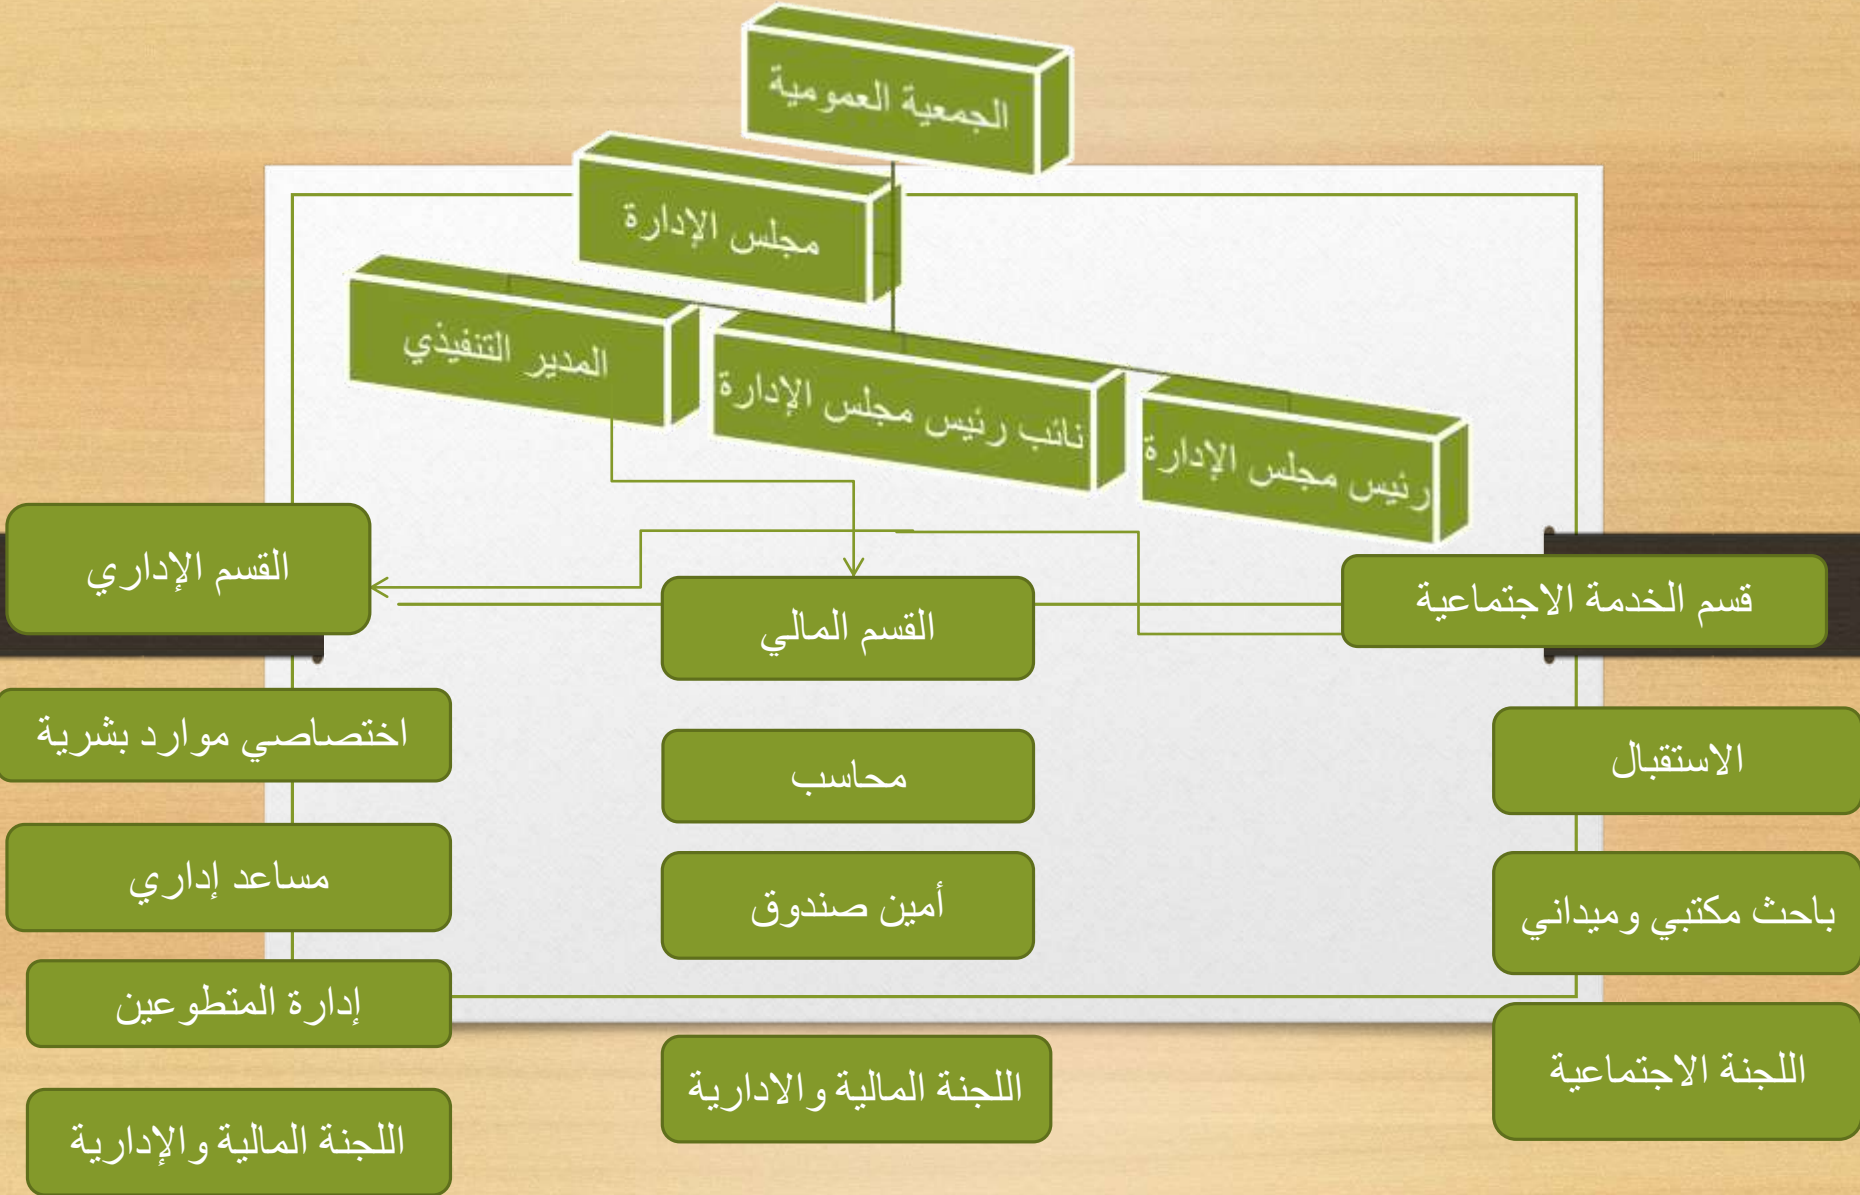 الجمعية العمومية
مجلس الإدارة
رئيس مجلس الإدارة
نائب رئيس مجلس الإدارة
المدير التنفيذي
قسم الخدمة الاجتماعية
القسم المالي
القسم الإداري
الاستقبال
باحث مكتبي وميداني
اللجنة الاجتماعية
محاسب
أمين صندوق
اللجنة المالية والادارية
اختصاصي موارد بشرية
مساعد إداري
إدارة المتطوعين
اللجنة المالية والإدارية